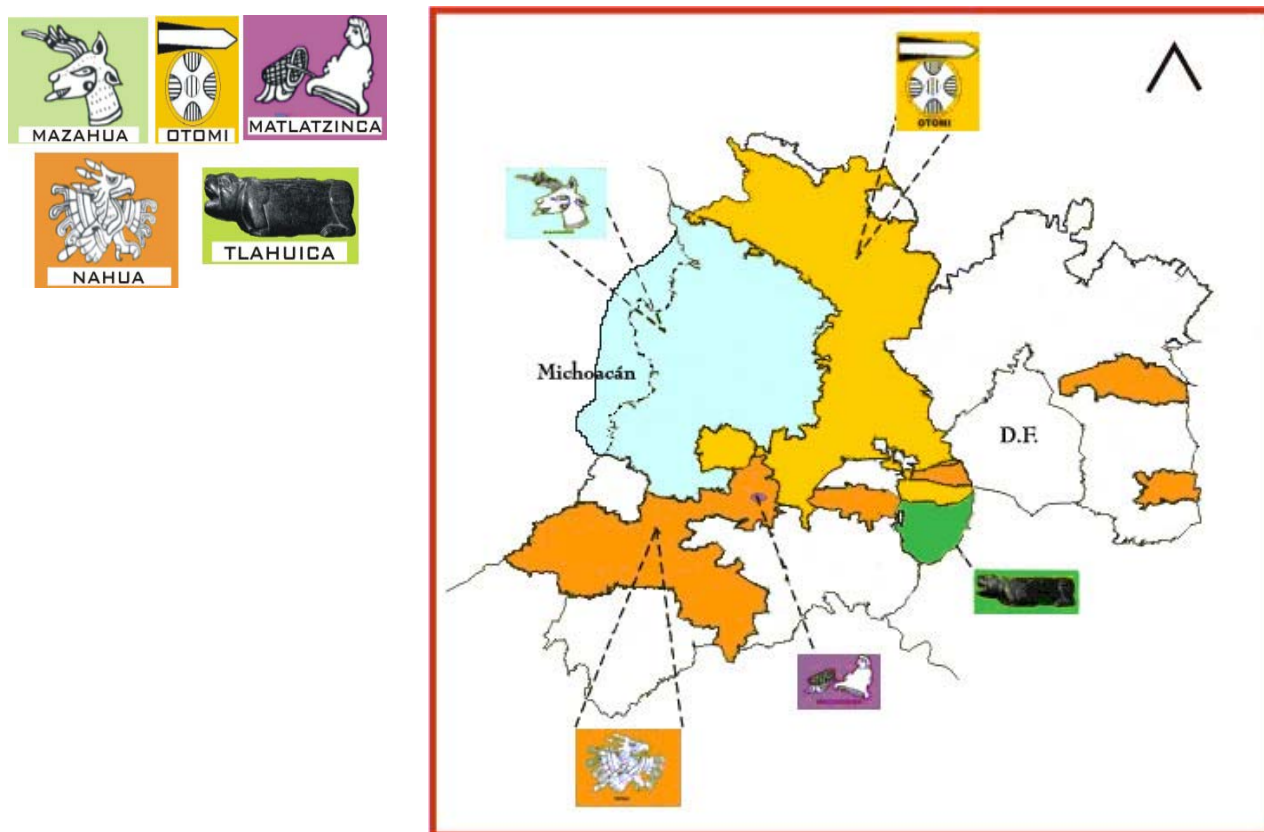 MAZAHUA
OTOMI
MATLATZINCA
NAHUA
TLAHUICA
OTOMI
Michoacán
D.F.